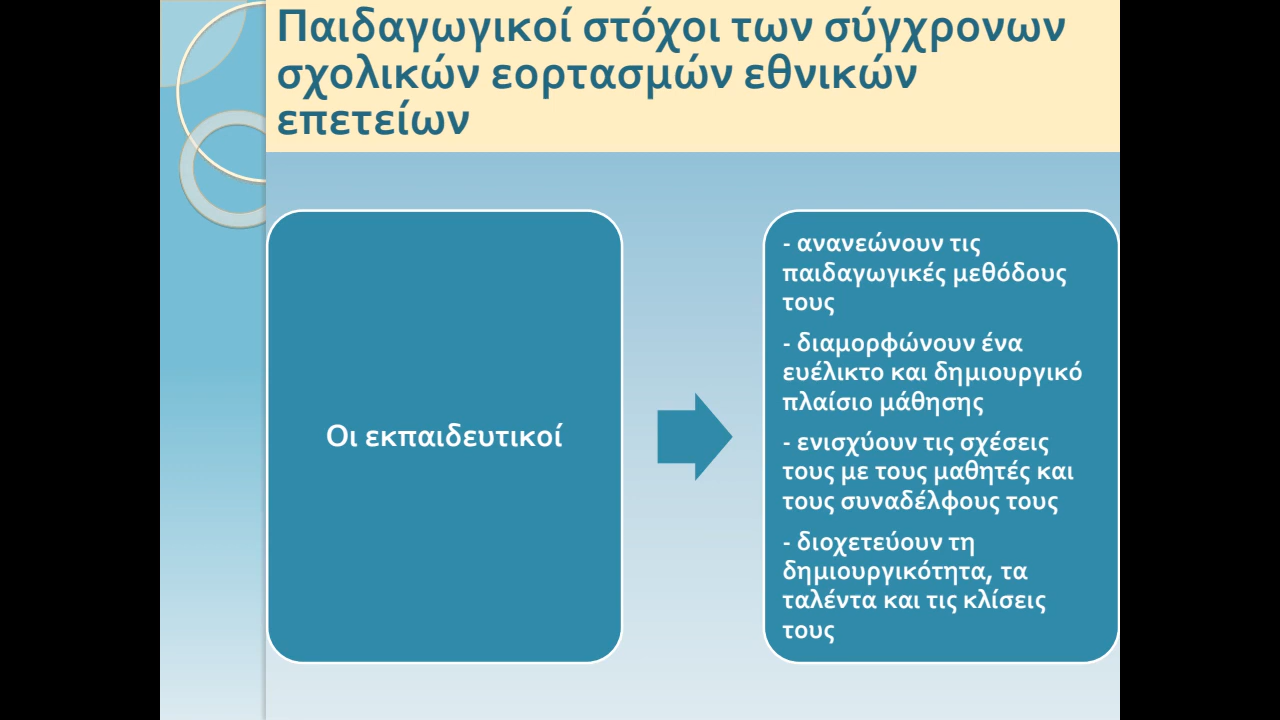 Παιδαγωγικοί στόχοι των σύγχρονων
σχολικών εορτασμών εθνικών
επετείων
Οι εκπαιδευτικοί
- ανανεώνουν τις
παιδαγωγικές μεθόδους
τους
- διαμορφώνουν ένα
ευέλικτο και δημιουργικό
πλαίσιο μάθησης
- ενισχύουν τις σχέσεις
τους με τους μαθητές και
τους συναδέλφους τους
- διοχετεύουν τη
δημιουργικότητα, τα
ταλέντα και τις κλίσεις
τους